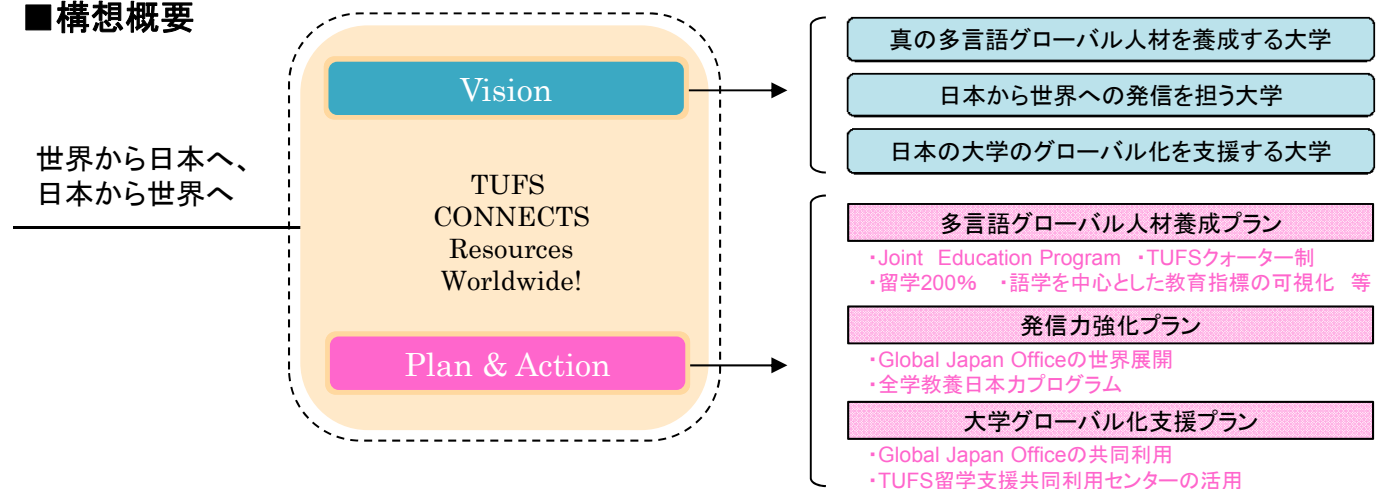 ■構想概要
世界から日本へ、
日本から世界へ
Vision
TUFS
CONNECTS
Resources
Worldwide!
Plan & Action
真の多言語グローバル人材を養成する大学
日本から世界への発信を担う大学
日本の大学のグローバル化を支援する大学
多言語グローバル人材養成プラン
・Joint Education Program ・TUFSクォーター制
・留学200% ・語学を中心とした教育指標の可視化 等
発信力強化プラン
・Global Japan Officeの世界展開
・全学教養日本力プログラム
大学グローバル化支援プラン
・Global Japan Officeの共同利用
・TUFS留学支援共同利用センターの活用